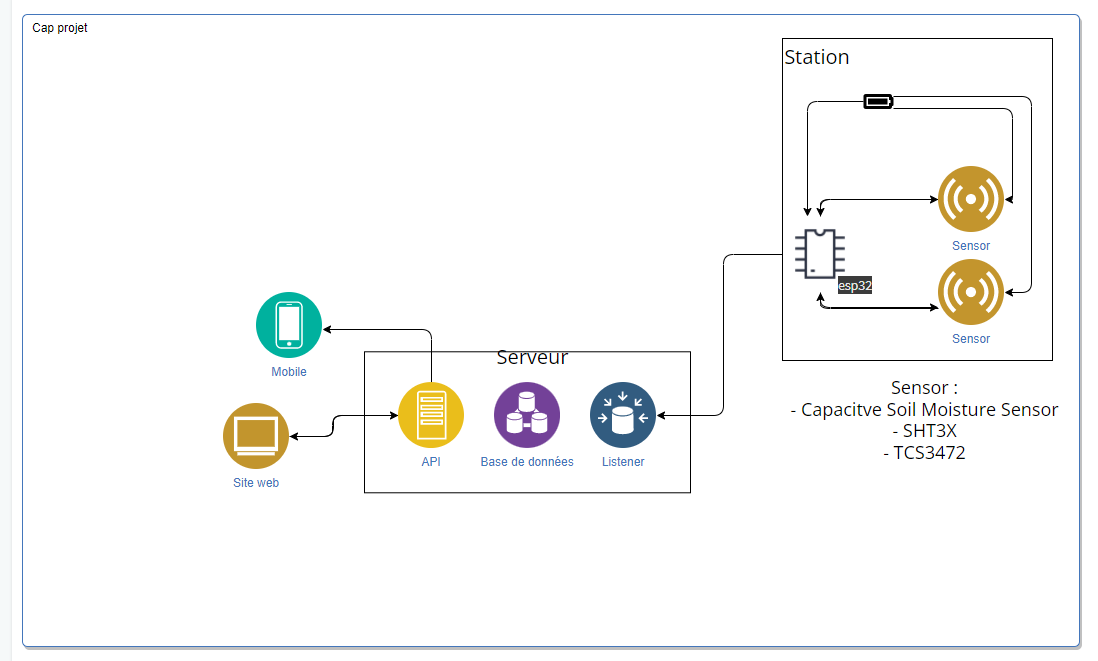 Cap projet
Station
Sensor
esp32
Sensor
Mobile
Serveur
Site web
API
Base de données
Listener
Sensor :
- Capacitve Soil Moisture Sensor
- SHT3X
- TCS3472